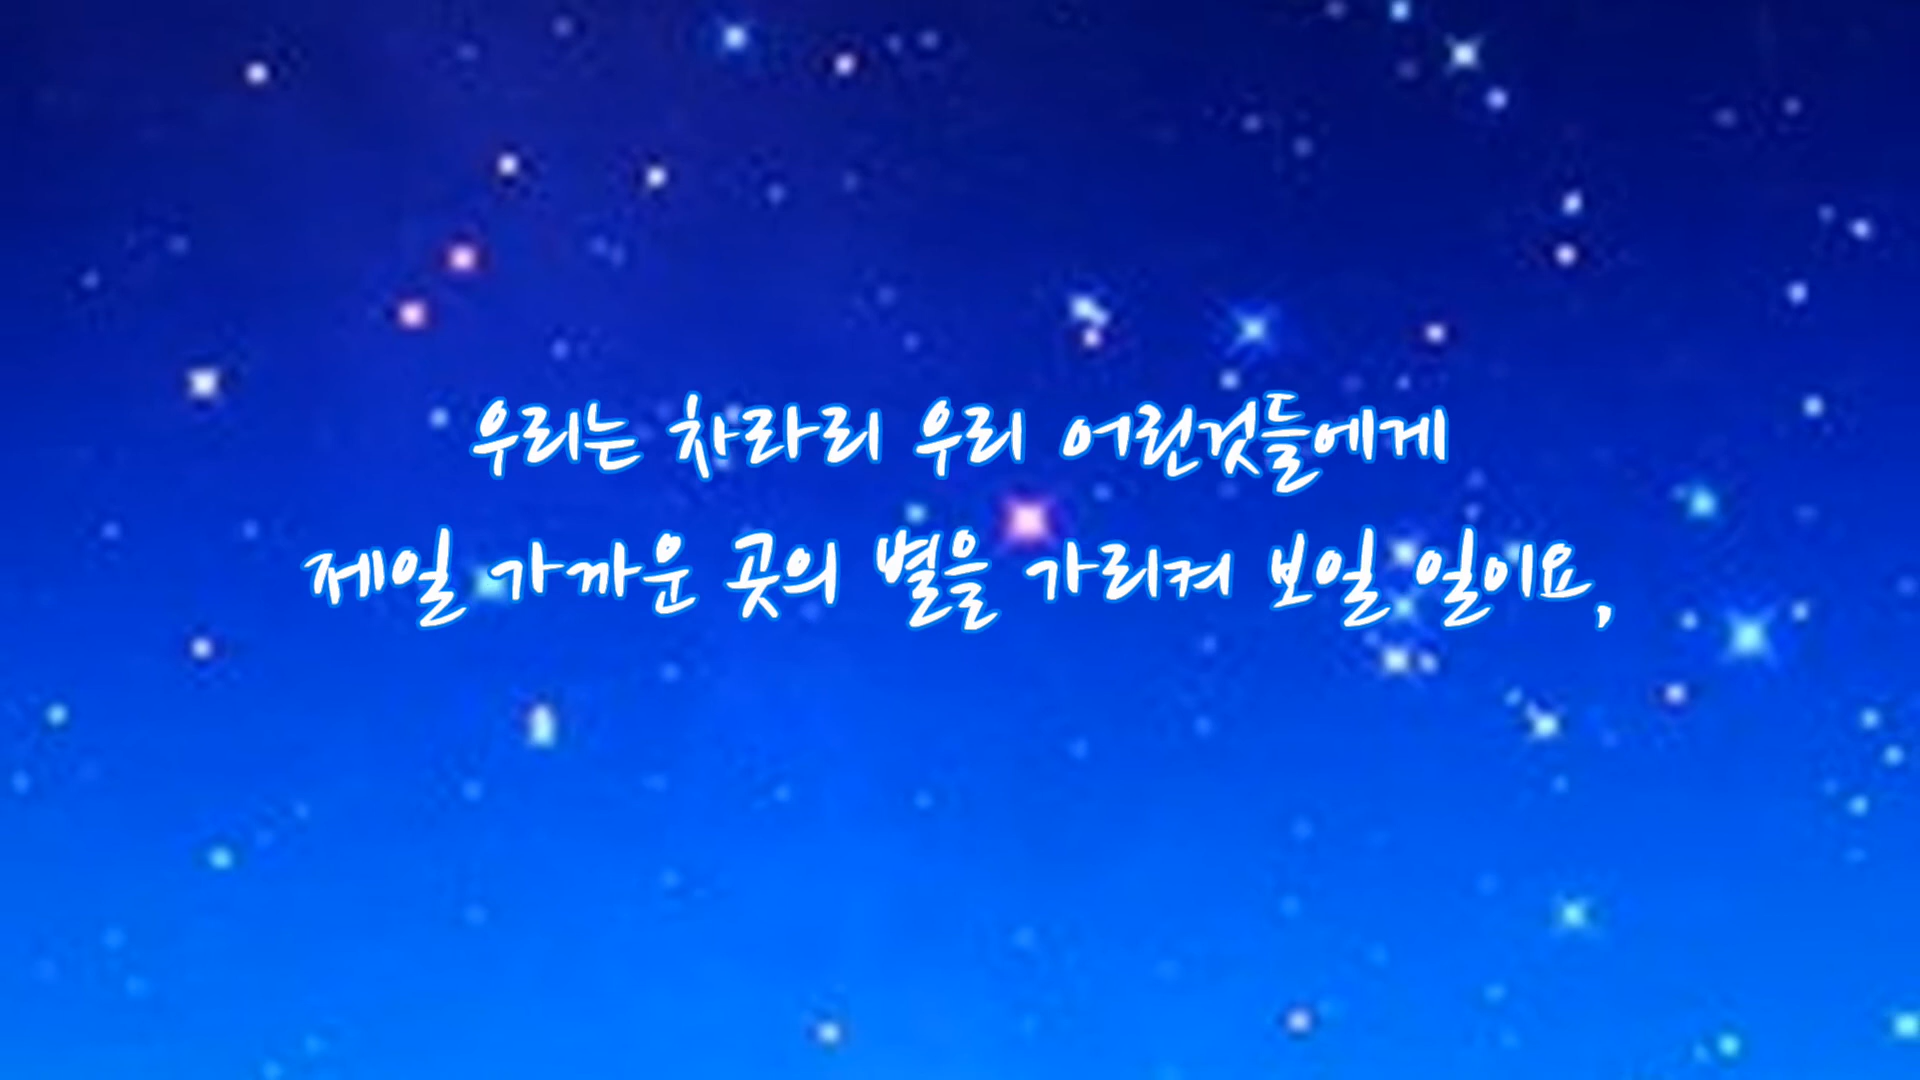 우리는 차라리 우리 어린것들에게
제일 가까운 곳의 별을 가리켜 보일 일이요,